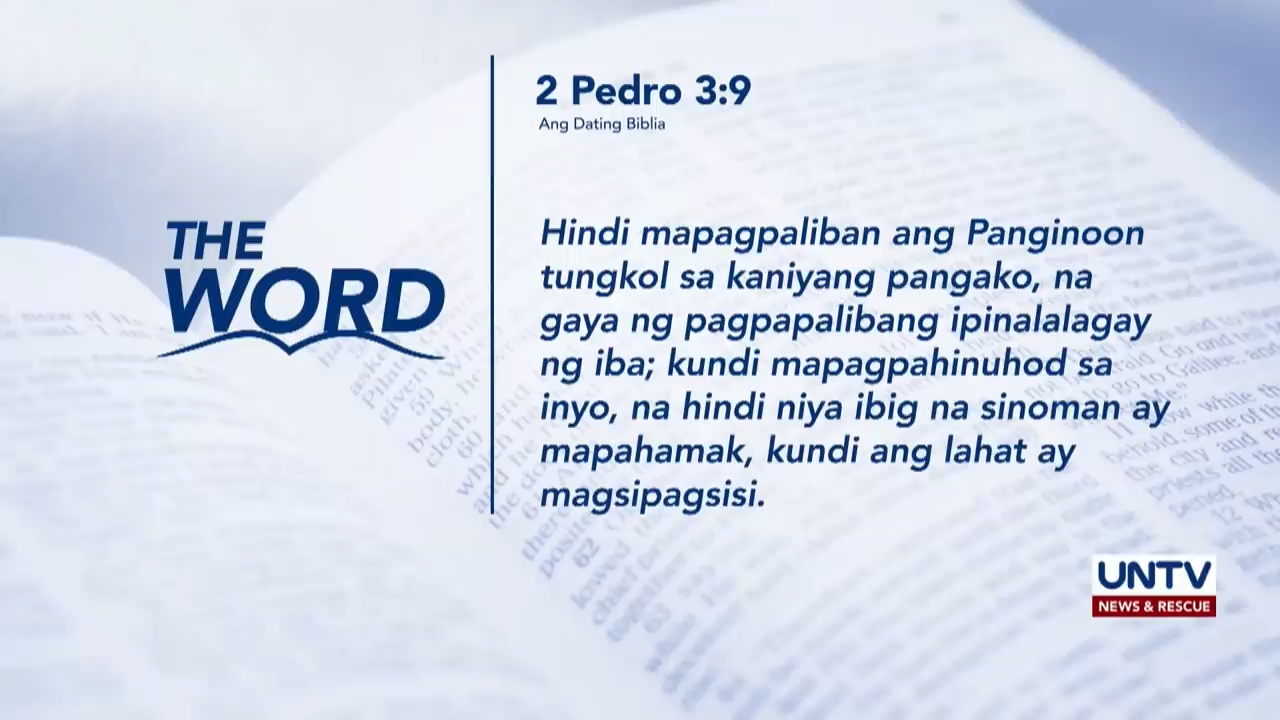 2 Pedro 3:9
Ang Dating Biblia
THE
WORD
Hindi mapagpaliban ang Panginoon
tungkol sa kaniyang pangako, na
gaya ng pagpapalibang ipinalalagay
ng iba; kundi mapagpahinuhod sa
inyo, na hindi niya ibig na sinoman ay
mapahamak, kundi ang lahat ay
magsipagsisi.
UNTV
NEWS & RESCUE